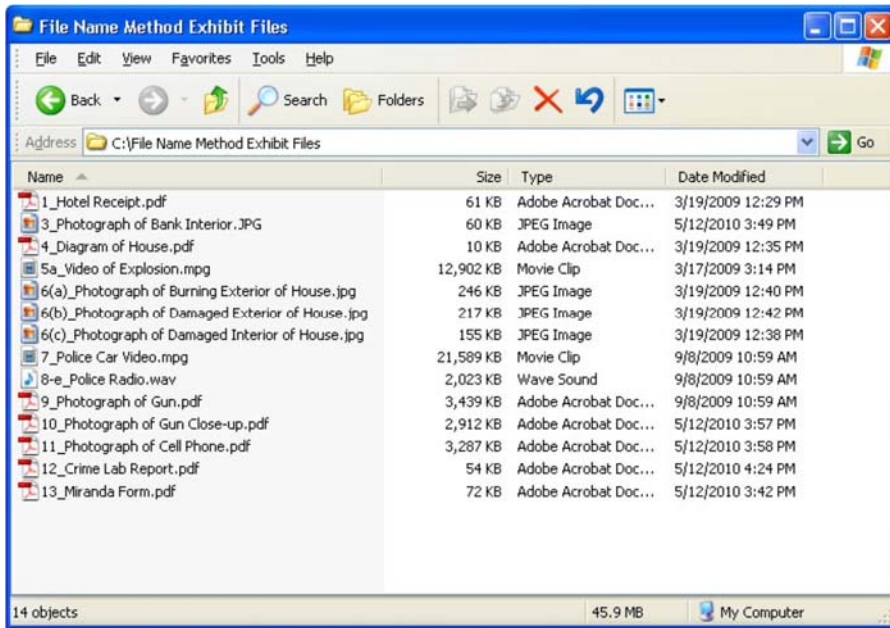 File Name Method Exhibit Files
File Edit View Favorites Tools Help
Back Search Folders
Address C:\File Name Method Exhibit Files Go
Name Size Type Date Modified
1_Hotel Receipt.pdf 61 KB Adobe Acrobat Doc... 3/19/2009 12:29 PM
3_Photograph of Bank Interior.JPG 60 KB JPEG Image 5/12/2010 3:49 PM
4_Diagram of House.pdf 10 KB Adobe Acrobat Doc... 3/19/2009 12:35 PM
5a_Video of Explosion.mpg 12,902 KB Movie Clip 3/17/2009 3:14 PM
6(a)_Photograph of Burning Exterior of House.jpg 246 KB JPEG Image 3/19/2009 12:40 PM
6(b)_Photograph of Damaged Exterior of House.jpg 217 KB JPEG Image 3/19/2009 12:42 PM
6(c)_Photograph of Damaged Interior of House.jpg 155 KB JPEG Image 3/19/2009 12:38 PM
7_Police Car Video.mpg 21,589 KB Movie Clip 9/8/2009 10:59 AM
8-e_Police Radio.wav 2,023 KB Wave Sound 9/8/2009 10:59 AM
9_Photograph of Gun.pdf 3,439 KB Adobe Acrobat Doc... 9/8/2009 10:59 AM
10_Photograph of Gun Close-up.pdf 2,912 KB Adobe Acrobat Doc... 5/12/2010 3:57 PM
11_Photograph of Cell Phone.pdf 3,287 KB Adobe Acrobat Doc... 5/12/2010 3:58 PM
12_Crime Lab Report.pdf 54 KB Adobe Acrobat Doc... 5/12/2010 4:24 PM
13_Miranda Form.pdf 72 KB Adobe Acrobat Doc... 5/12/2010 3:42 PM
14 objects 45.9 MB My Computer